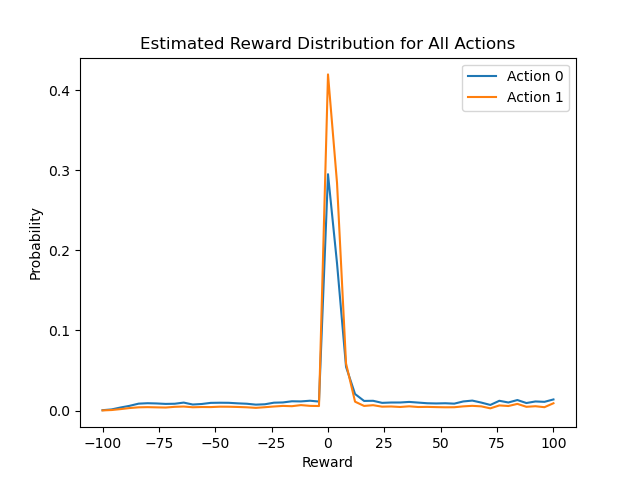 Estimated Reward Distribution for All Actions
Action 0
Action 1
Probability
0.4
0.3
0.2
0.1
0.0
−100
−75
−50
−25
0
25
50
75
100
Reward